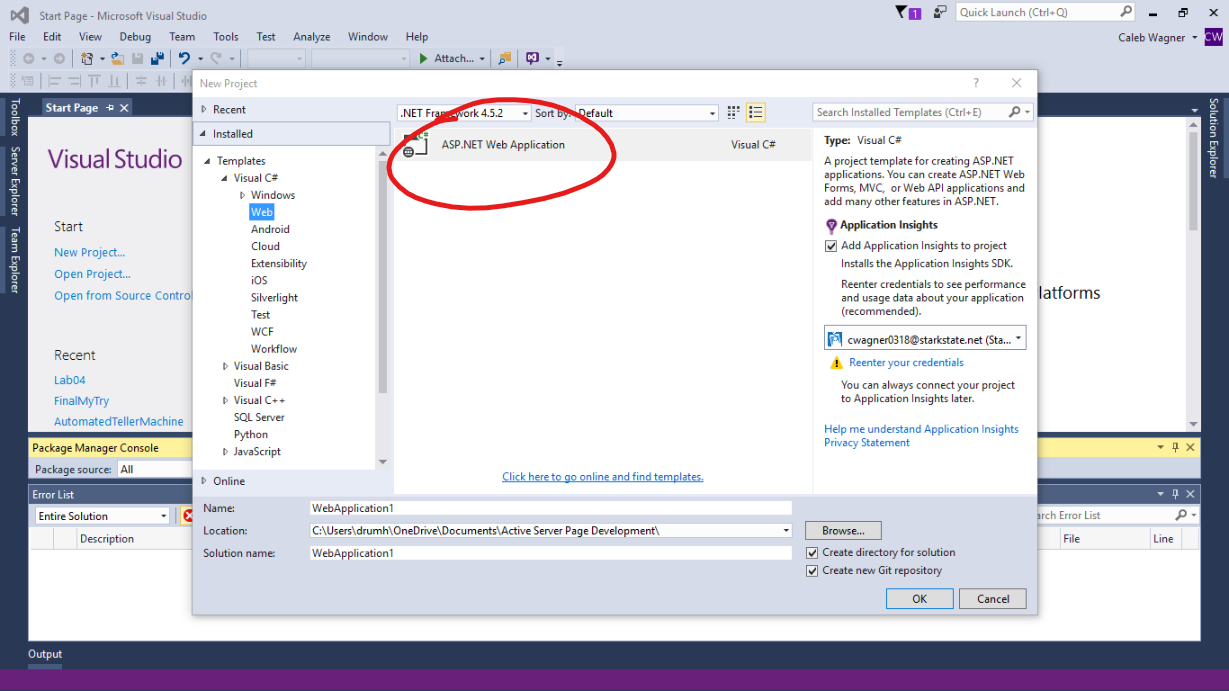 Start Page - Microsoft Visual Studio
1
Quick Launch (Ctrl+Q)
File Edit View Debug Team Tools Test Analyze Window Help
Caleb Wagner CW
Attach...
New Project ?
Toolbox
Server Explorer
Team Explorer
Start Page
Visual Studio
Start
New Project...
Open Project...
Open from Source Control
Recent
Lab04
FinalMyTry
AutomatedTellerMachine
Recent
Installed
Templates
Visual C#
Windows
Web
Android
Cloud
Extensibility
iOS
Silverlight
Test
WCF
Workflow
Visual Basic
Visual F#
Visual C++
SQL Server
Python
JavaScript
Online
.NET Framework 4.5.2 Sort by: Default
ASP.NET Web Application Visual C#
Click here to go online and find templates.
Search Installed Templates (Ctrl+E)
Type: Visual C#
A project template for creating ASP.NET
applications. You can create ASP.NET Web
Forms, MVC, or Web API applications and
add many other features in ASP.NET.
Application Insights
Add Application Insights to project
Installs the Application Insights SDK.
Reenter credentials to see performance
and usage data about your application
(recommended).
cwagner0318@starkstate.net (Sta...
Reenter your credentials
You can always connect your project
to Application Insights later.
Help me understand Application Insights
Privacy Statement
latforms
Solution Explorer
Name: WebApplication1
Location: C:\Users\drumh\OneDrive\Documents\Active Server Page Development\ Browse...
Solution name: WebApplication1
Create directory for solution
Create new Git repository
OK Cancel
Package Manager Console
Package source: All
Error List
Entire Solution
arch Error List
Description File Line
Output